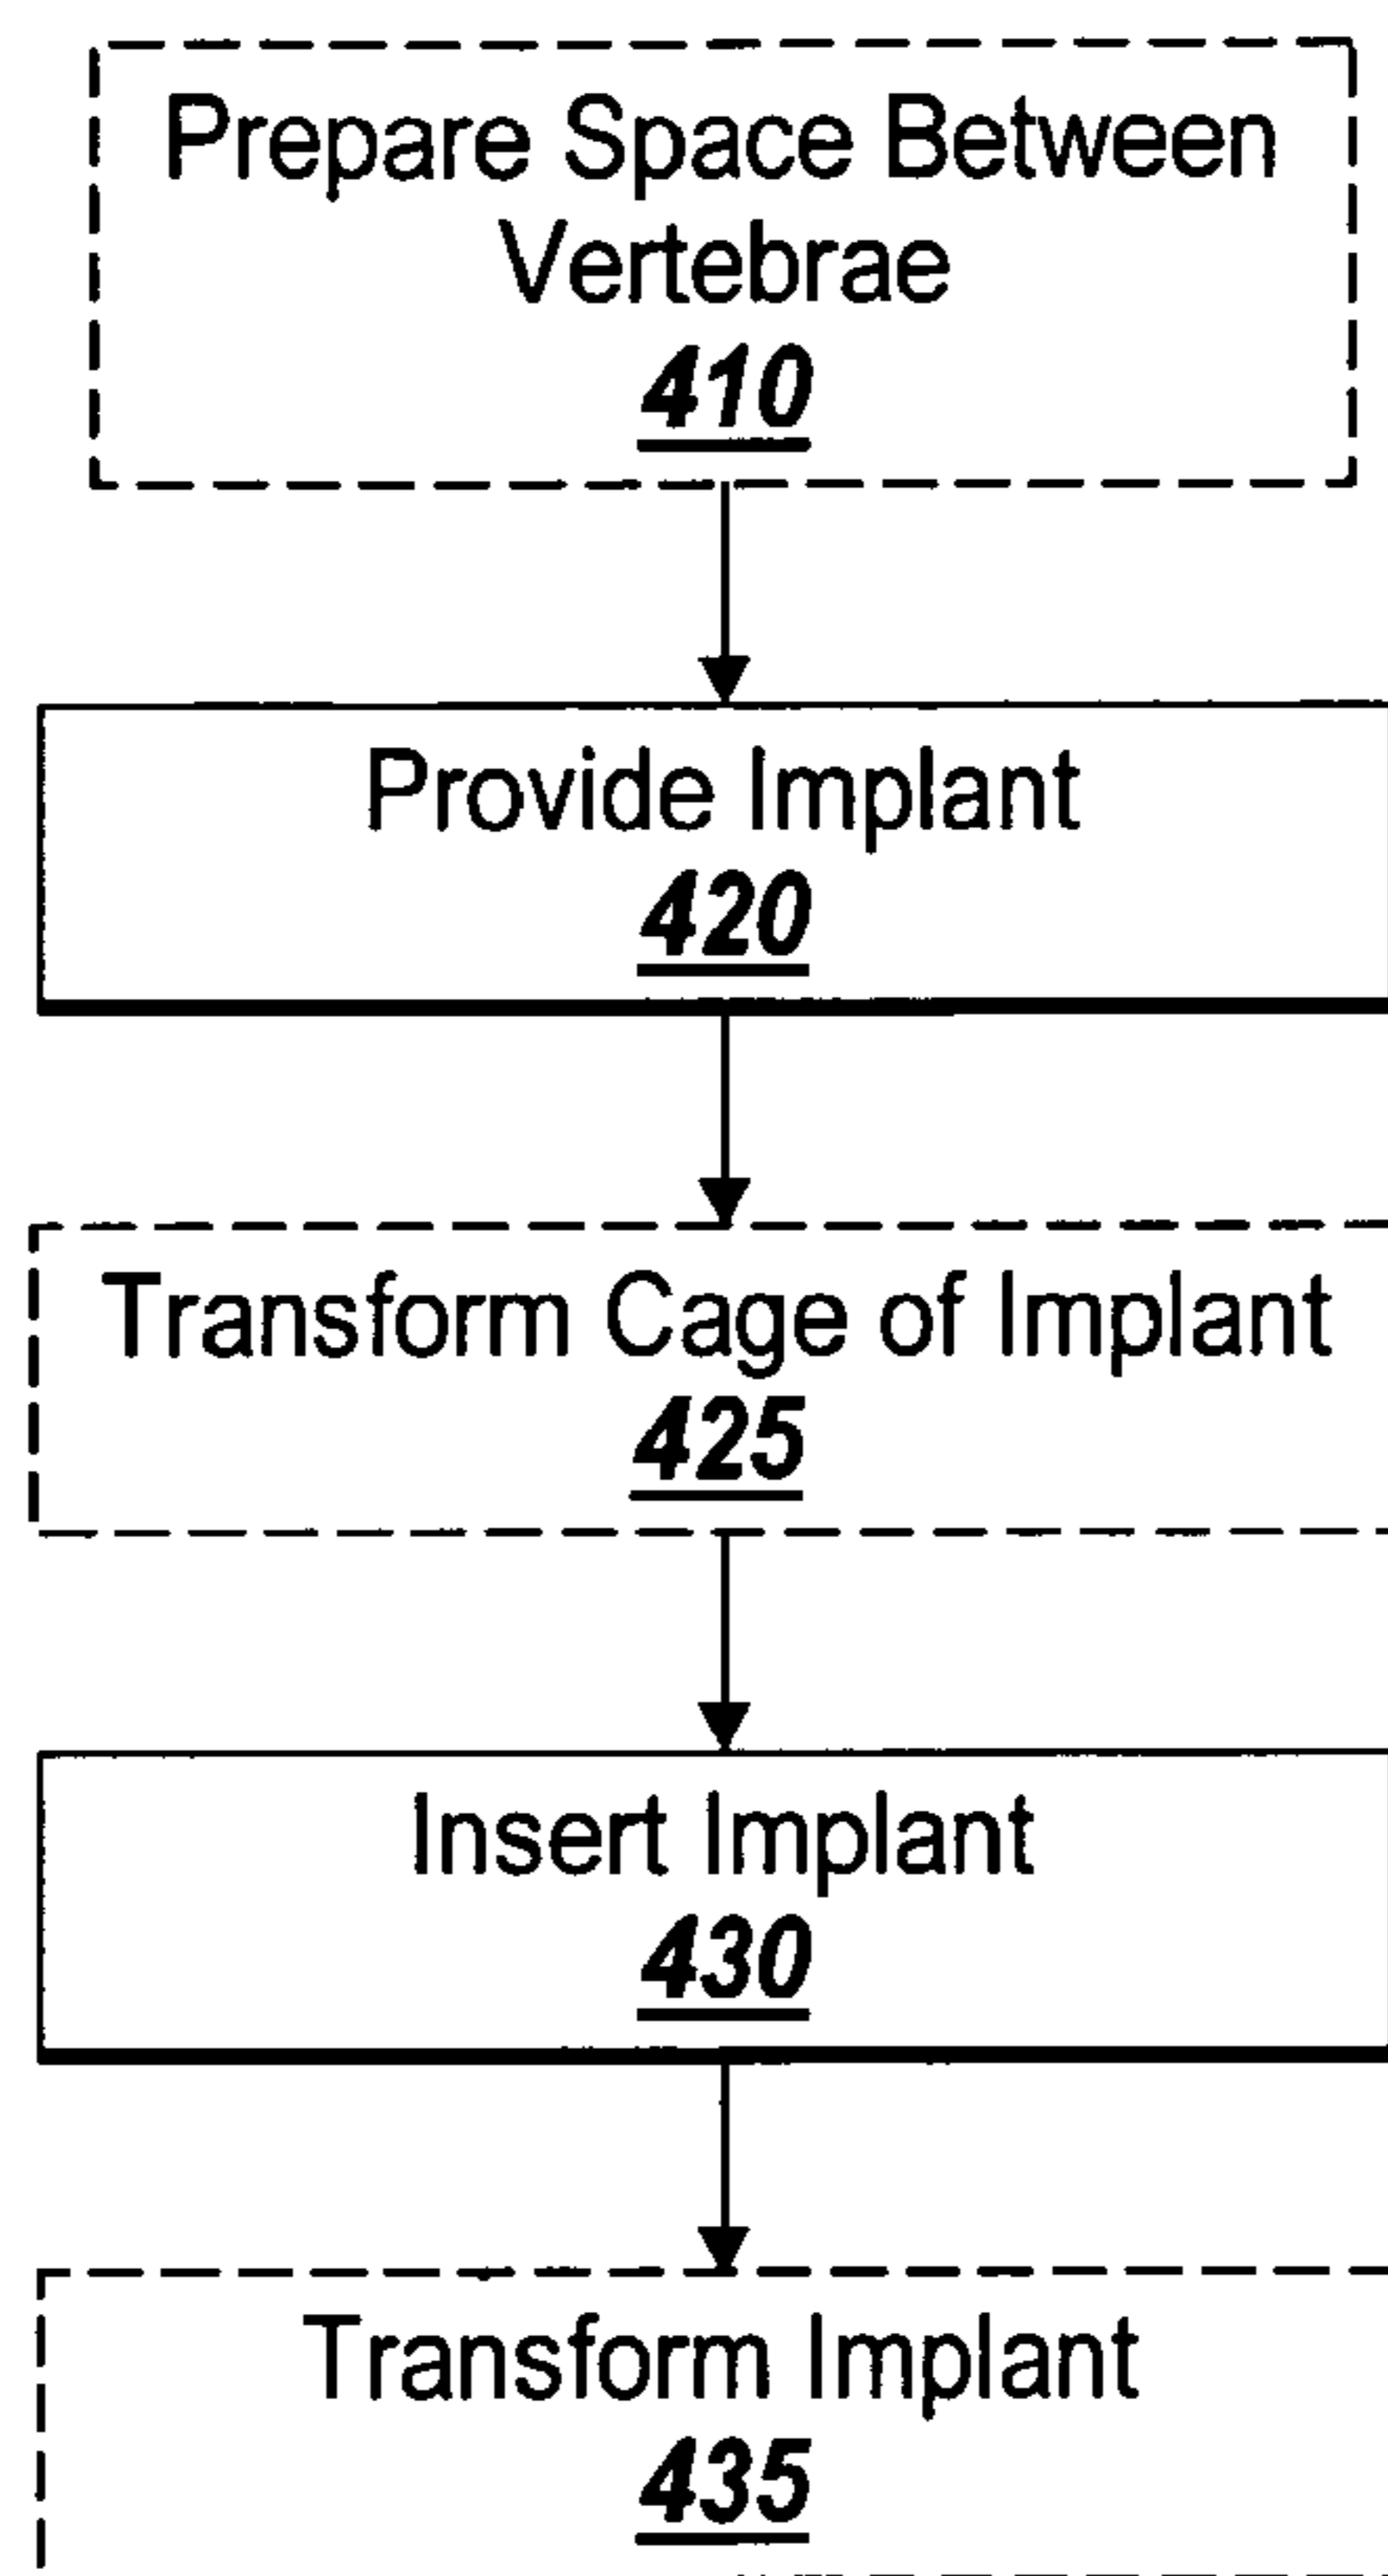 Prepare Space Between
Vertebrae
410
Provide Implant
420
Transform Cage of Implant
425
Insert Implant
430
Transform Implant
435